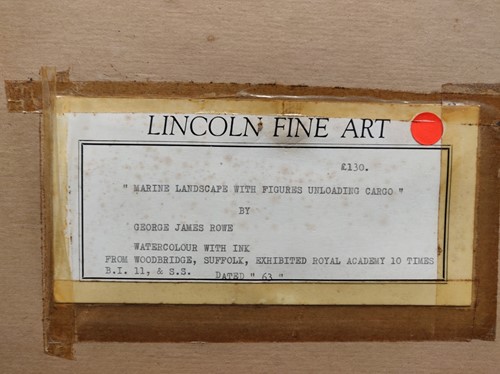 LINCOLN FINE ART
£130.
" MARINE LANDSCAPE WITH FIGURES UNLOADING CARGO "
BY
GEORGE JAMES ROWE
WATERCOLOUR WITH INK
FROM WOODBRIDGE, SUFFOLK, EXHIBITED ROYAL ACADEMY 10 TIMES
B.I. 11, & S.S. DATED " 63 "